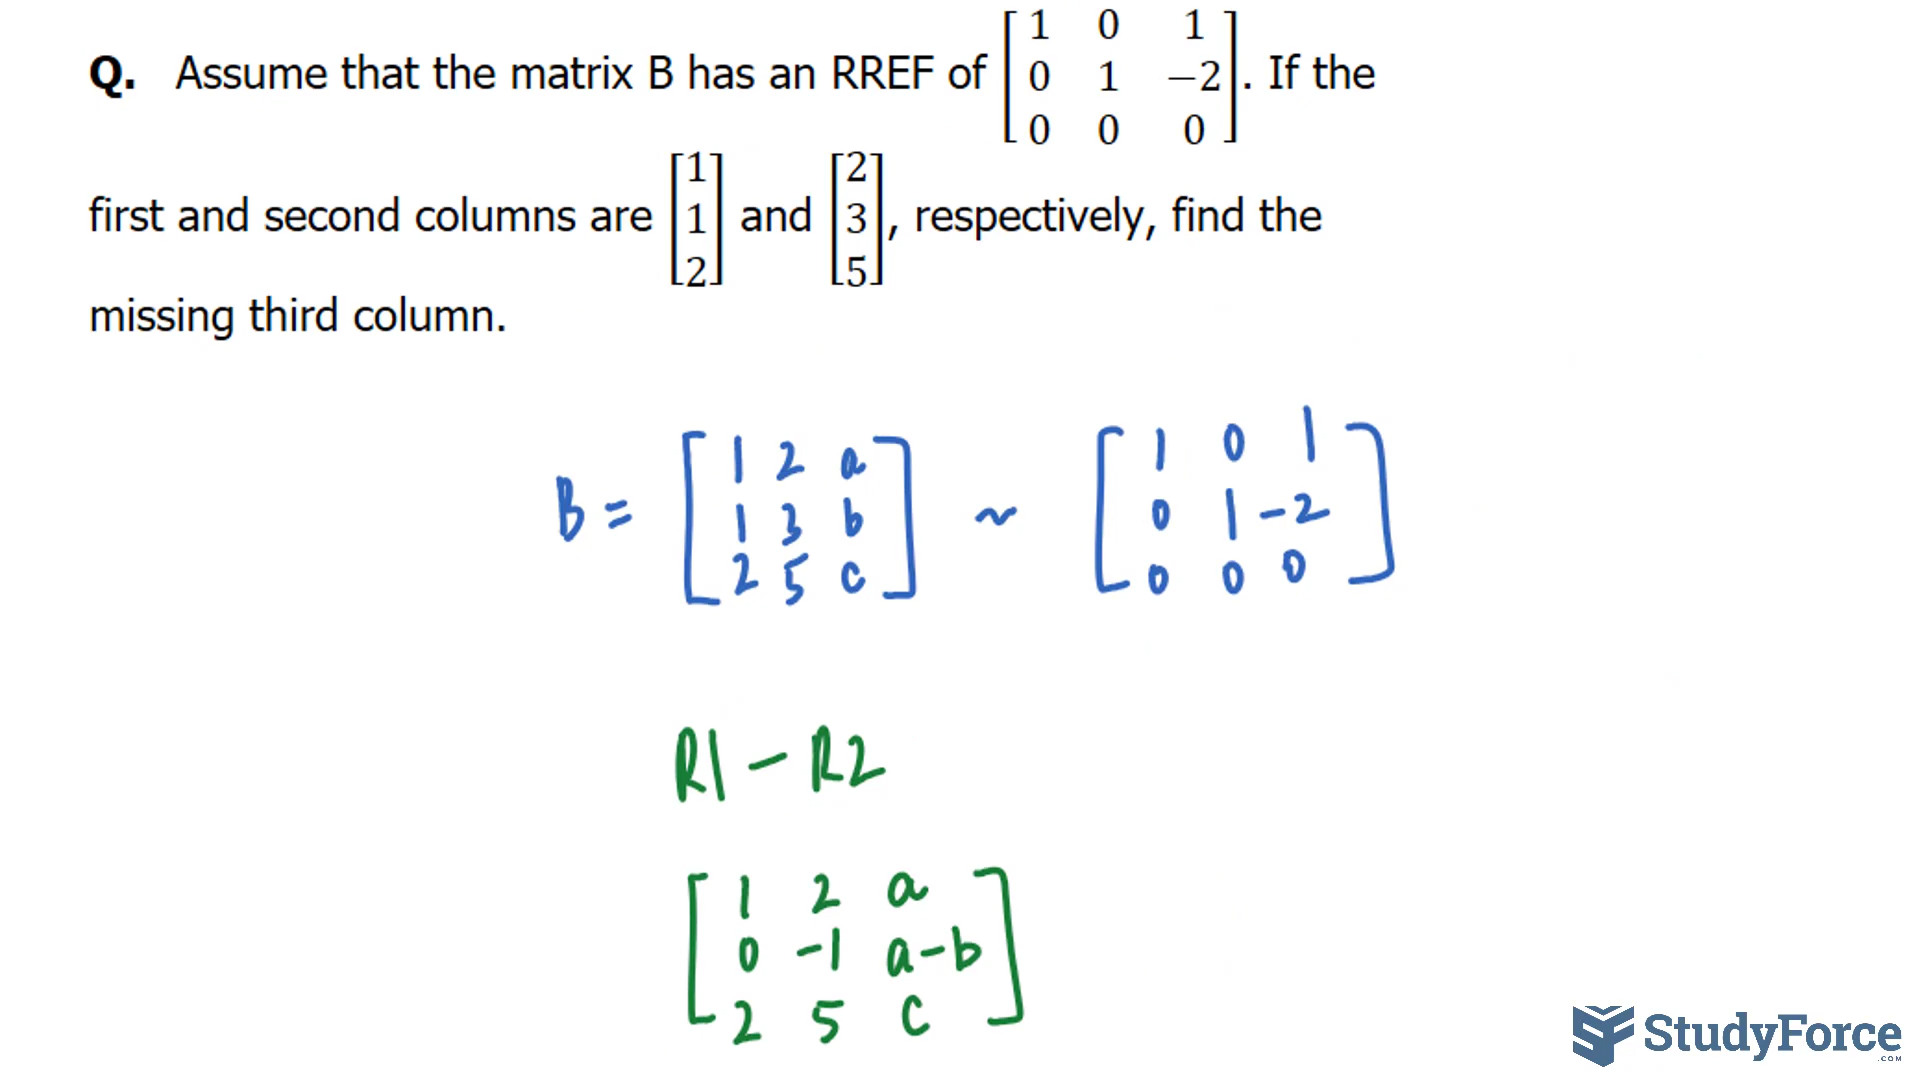 Q. Assume that the matrix B has an RREF of [1 0 1; 0 1 −2; 0 0 0]. If the
first and second columns are [1; 1; 2] and [2; 3; 5], respectively, find the
missing third column.
B = [1 2 a; 1 3 b; 2 5 c] ~ [1 0 1; 0 1 -2; 0 0 0]
R1 - R2
[1 2 a; 0 -1 a-b; 2 5 c]
StudyForce
.COM